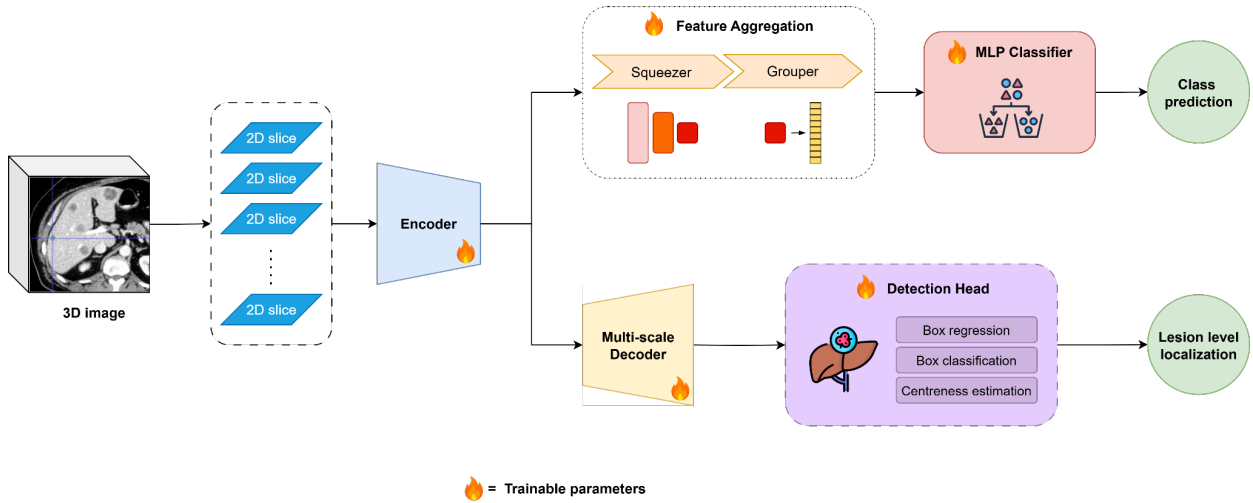 Feature Aggregation
Squeezer
Grouper
MLP Classifier
Class
prediction
2D slice
2D slice
2D slice
2D slice
Encoder
3D image
Multi-scale
Decoder
Detection Head
Box regression
Box classification
Centreness estimation
Lesion level
localization
= Trainable parameters